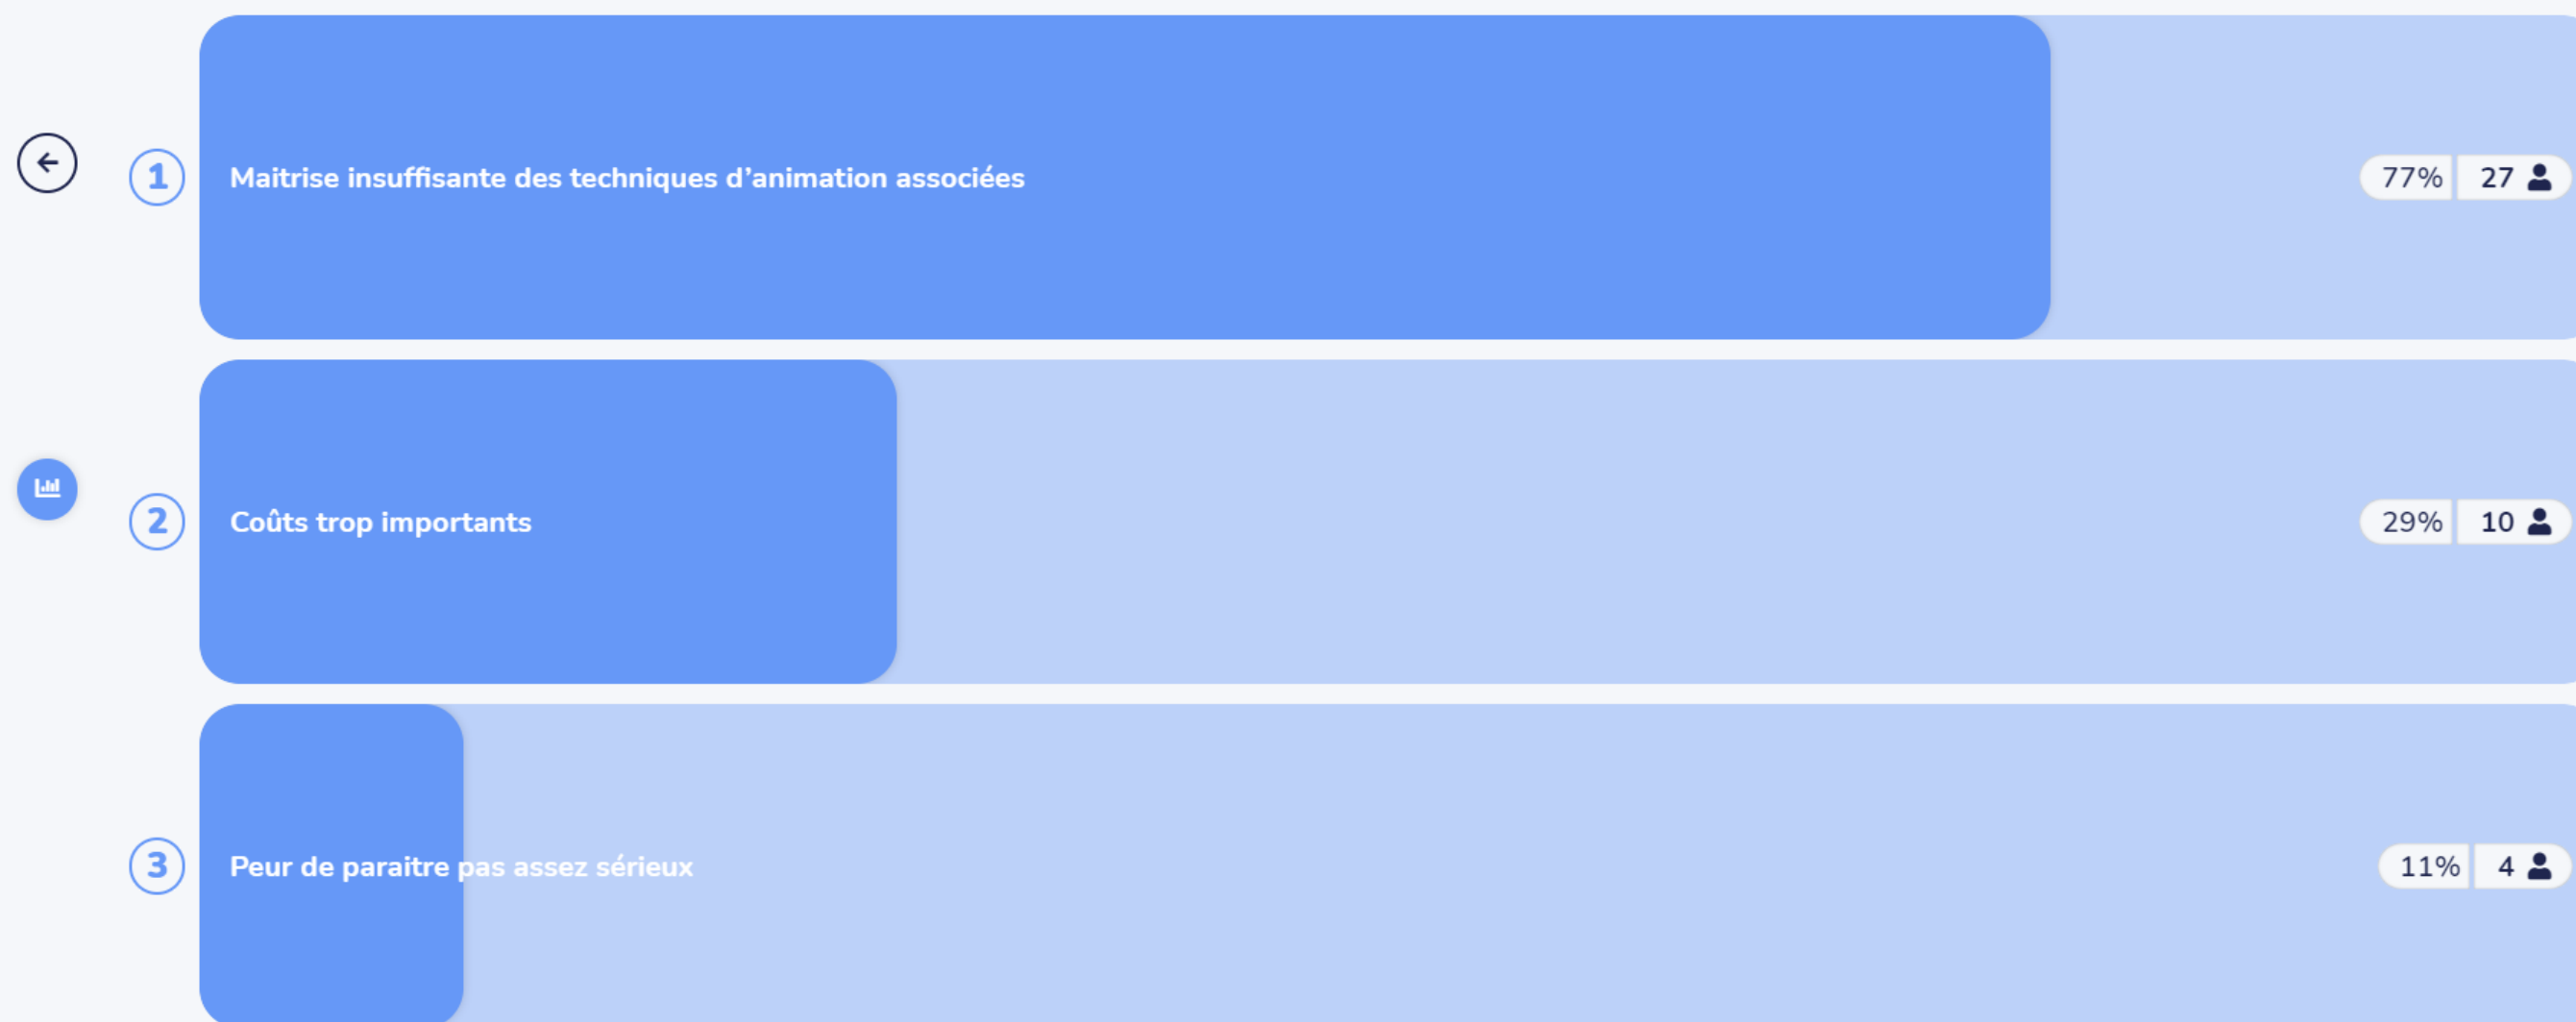 1 Maitrise insuffisante des techniques d’animation associées 77% 27
2 Coûts trop importants 29% 10
3 Peur de paraitre pas assez sérieux 11% 4